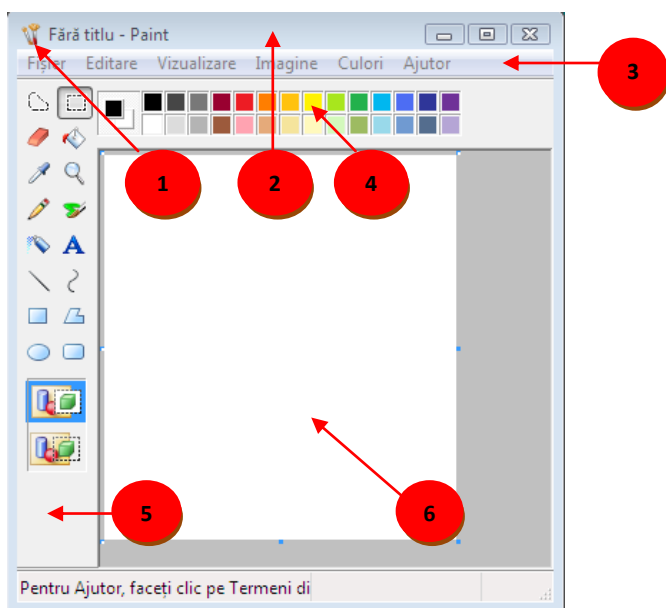 Fără titlu - Paint
Fișier Editare Vizualizare Imagine Culori Ajutor
3
1 2 4
A
5 6
Pentru Ajutor, faceți clic pe Termeni di